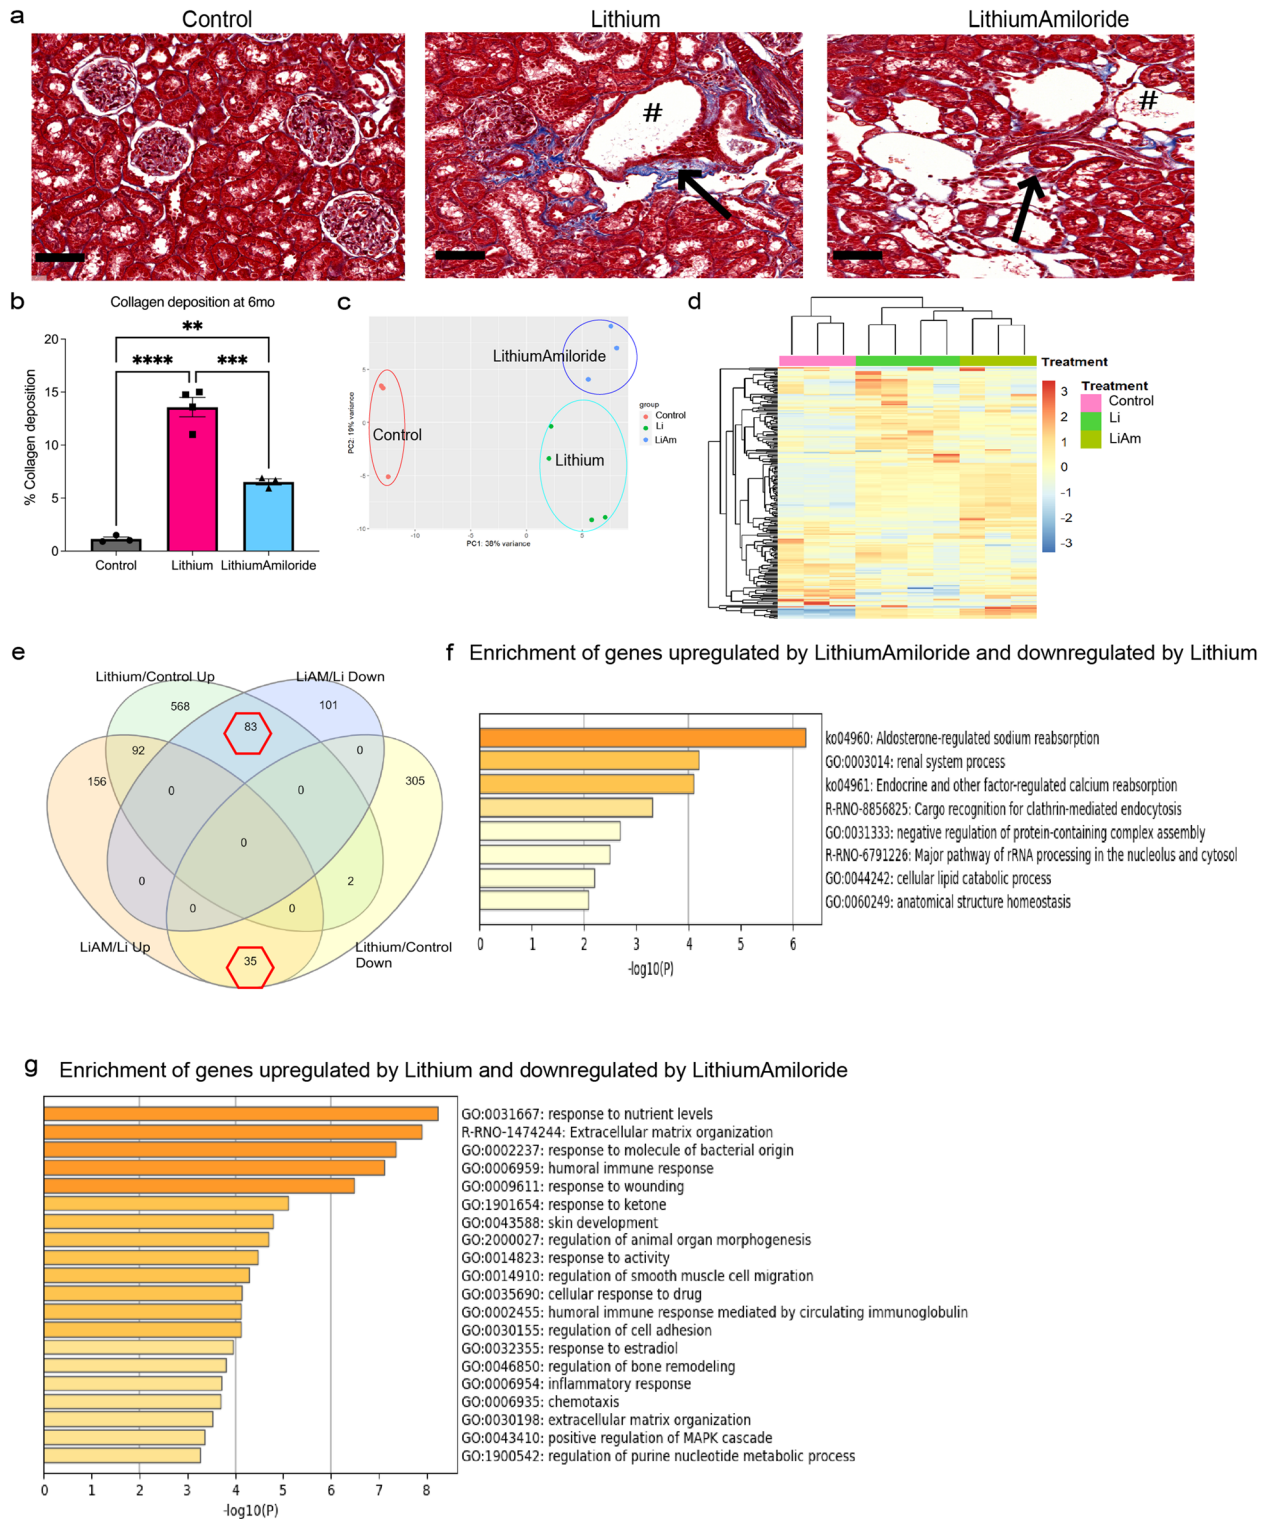 a
Control
Lithium
LithiumAmiloride
#
#
b
Collagen deposition at 6mo
% Collagen deposition
20
15
10
5
0
**
****
***
Control
Lithium
LithiumAmiloride
c
LithiumAmiloride
Control
Lithium
PC2: 19% variance
5
0
-5
-10
-10
-5
0
5
PC1: 38% variance
group
Control
Li
LiAm
d
Treatment
3
2
1
0
-1
-2
-3
Treatment
Control
Li
LiAm
e
Lithium/Control Up
LiAM/Li Down
568
101
83
92
0
156
305
0
0
0
0
2
0
0
LiAM/Li Up
Lithium/Control
Down
35
f
Enrichment of genes upregulated by LithiumAmiloride and downregulated by Lithium
ko04960: Aldosterone-regulated sodium reabsorption
GO:0003014: renal system process
ko04961: Endocrine and other factor-regulated calcium reabsorption
R-RNO-8856825: Cargo recognition for clathrin-mediated endocytosis
GO:0031333: negative regulation of protein-containing complex assembly
R-RNO-6791226: Major pathway of rRNA processing in the nucleolus and cytosol
GO:0044242: cellular lipid catabolic process
GO:0060249: anatomical structure homeostasis
0 1 2 3 4 5 6
-log10(P)
g
Enrichment of genes upregulated by Lithium and downregulated by LithiumAmiloride
GO:0031667: response to nutrient levels
R-RNO-1474244: Extracellular matrix organization
GO:0002237: response to molecule of bacterial origin
GO:0006959: humoral immune response
GO:0009611: response to wounding
GO:1901654: response to ketone
GO:0043588: skin development
GO:2000027: regulation of animal organ morphogenesis
GO:0014823: response to activity
GO:0014910: regulation of smooth muscle cell migration
GO:0035690: cellular response to drug
GO:0002455: humoral immune response mediated by circulating immunoglobulin
GO:0030155: regulation of cell adhesion
GO:0032355: response to estradiol
GO:0046850: regulation of bone remodeling
GO:0006954: inflammatory response
GO:0006935: chemotaxis
GO:0030198: extracellular matrix organization
GO:0043410: positive regulation of MAPK cascade
GO:1900542: regulation of purine nucleotide metabolic process
0 1 2 3 4 5 6 7 8
-log10(P)